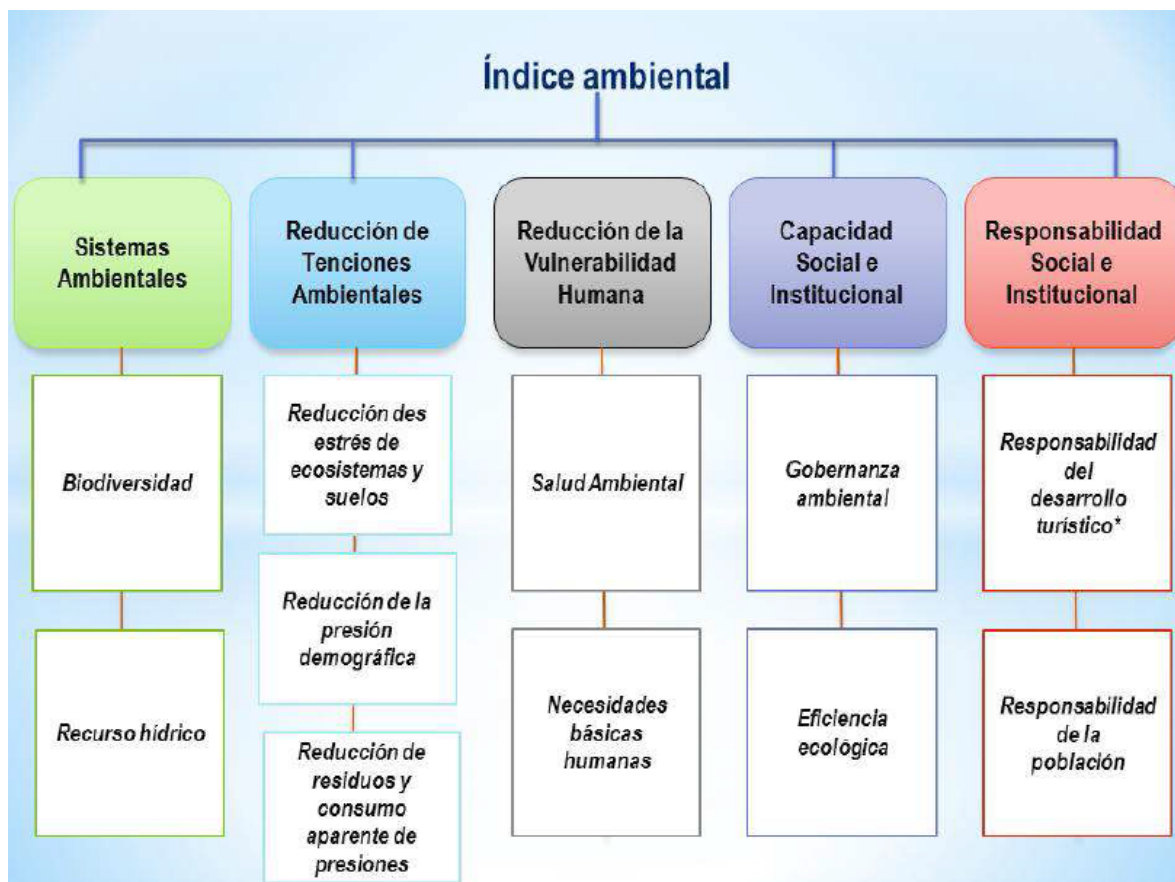 Índice ambiental
Sistemas
Ambientales
Biodiversidad
Recurso hídrico
Reducción de
Tenciones
Ambientales
Reducción des
estrés de
ecosistemas y
suelos
Reducción de la
presión
demográfica
Reducción de
residuos y
consumo
aparente de
presiones
Reducción de la
Vulnerabilidad
Humana
Salud Ambiental
Necesidades
básicas
humanas
Capacidad
Social e
Institucional
Gobernanza
ambiental
Eficiencia
ecológica
Responsabilidad
Social e
Institucional
Responsabilidad
del
desarrollo
turístico*
Responsabilidad
de la
población